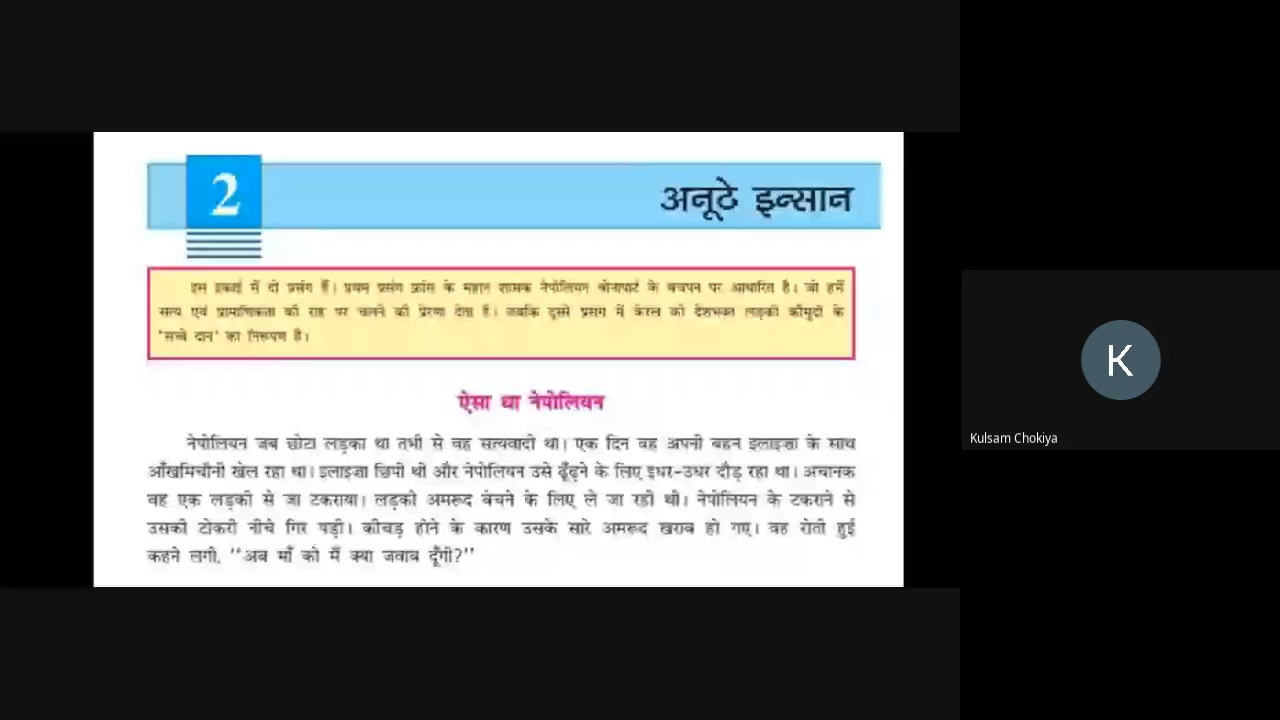 2
अनूठे इन्सान
इस इकाई में दो प्रसंग हैं। प्रथम प्रसंग फ्रांस के महान शासक नेपोलियन बोनापार्ट के बचपन पर आधारित है। जो हमें
सत्य एवं प्रामाणिकता की राह पर चलने की प्रेरणा देता है। जबकि दूसरे प्रसंग में केरल की देशभक्त लड़की कौमुदी के
'सच्चे दान' का निरूपण है।
ऐसा था नेपोलियन
नेपोलियन जब छोटा लड़का था तभी से वह सत्यवादी था। एक दिन वह अपनी बहन इलाइज़ा के साथ
आँखमिचौनी खेल रहा था। इलाइज़ा छिपी थी और नेपोलियन उसे ढूँढ़ने के लिए इधर-उधर दौड़ रहा था। अचानक
वह एक लड़की से जा टकराया। लड़की अमरूद बेचने के लिए ले जा रही थी। नेपोलियन के टकराने से
उसकी टोकरी नीचे गिर पड़ी। कीचड़ होने के कारण उसके सारे अमरूद खराब हो गए। वह रोती हुई
कहने लगी, ''अब माँ को मैं क्या जवाब दूँगी?''
K
Kulsam Chokiya